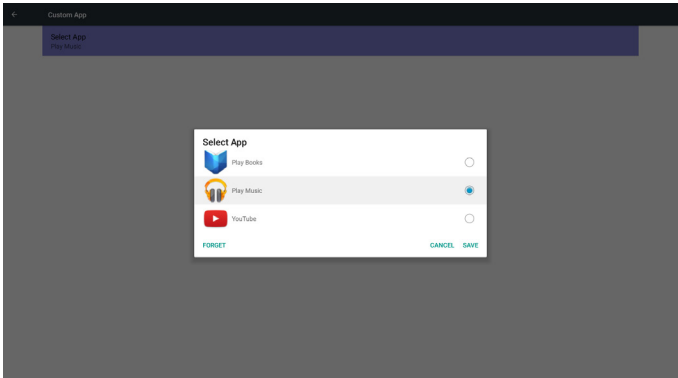 Custom App
Select App
Play Music
Select App
Play Books
Play Music
YouTube
FORGET CANCEL SAVE